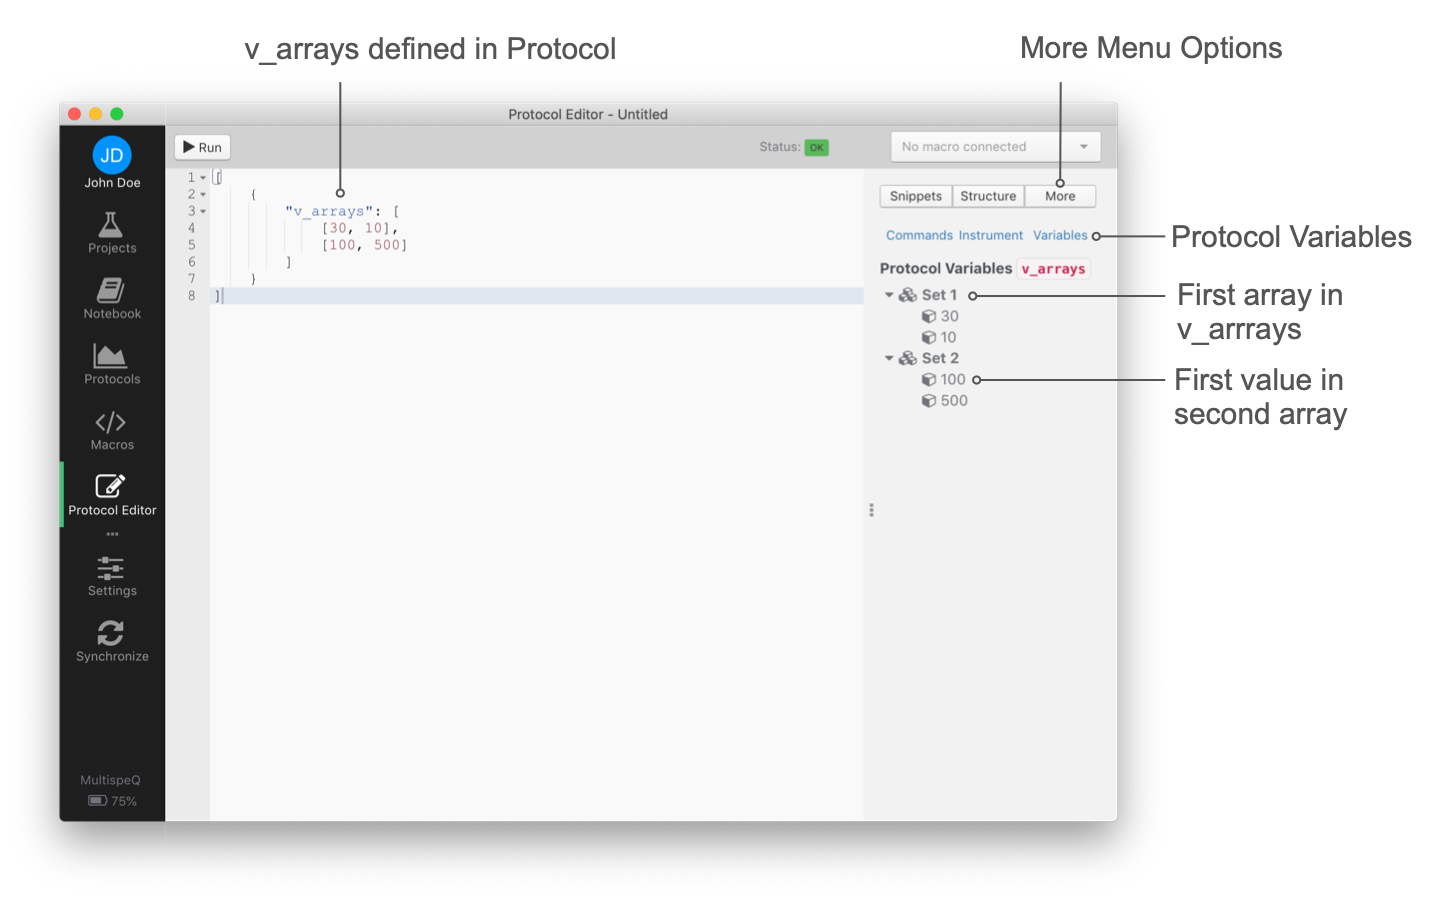 v_arrays defined in Protocol
More Menu Options
Protocol Editor - Untitled
JD
John Doe
Projects
Notebook
Protocols
</>
Macros
Protocol Editor
Settings
Synchronize
MultispeQ
75%
Run
Status: OK
No macro connected
1 [
2 {
3 "v_arrays": [
4 [30, 10],
5 [100, 500]
6 ]
7 }
8 ]
Snippets Structure More
Commands Instrument Variables
Protocol Variables v_arrays
Set 1
30
10
Set 2
100
500
Protocol Variables
First array in
v_arrrays
First value in
second array